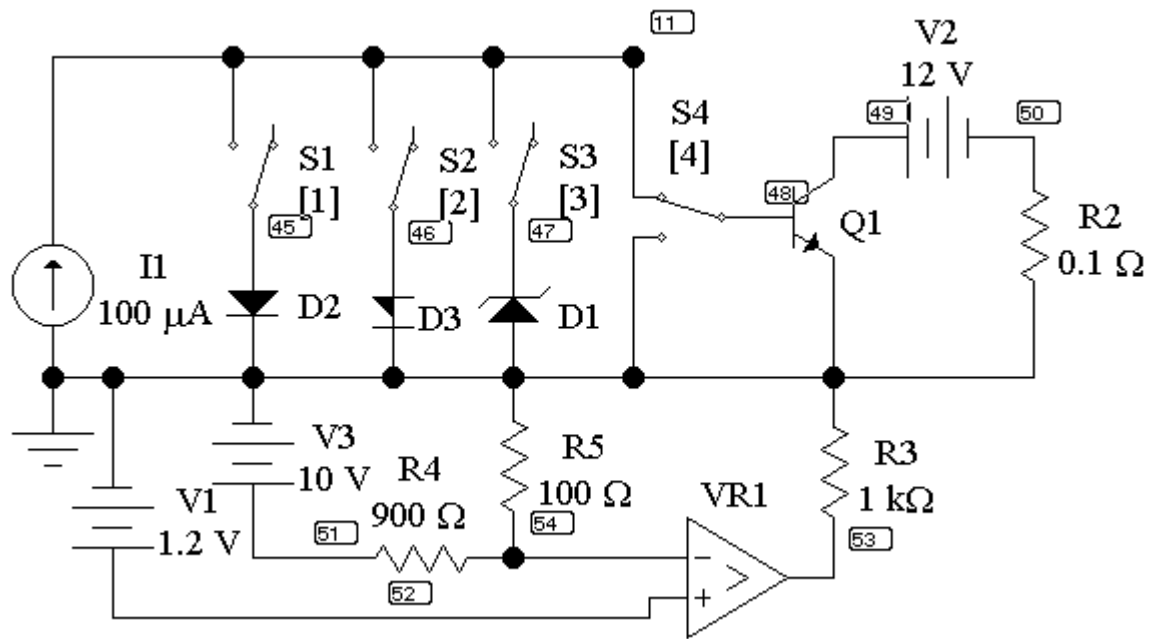 11
V2
12 V
49
50
S4
[4]
S1
[1]
S2
[2]
S3
[3]
48
Q1
R2
0.1 Ω
45
46
47
I1
100 µA
D2
D3
D1
V3
10 V
R4
900 Ω
R5
100 Ω
V1
1.2 V
51
52
54
VR1
R3
1 kΩ
53